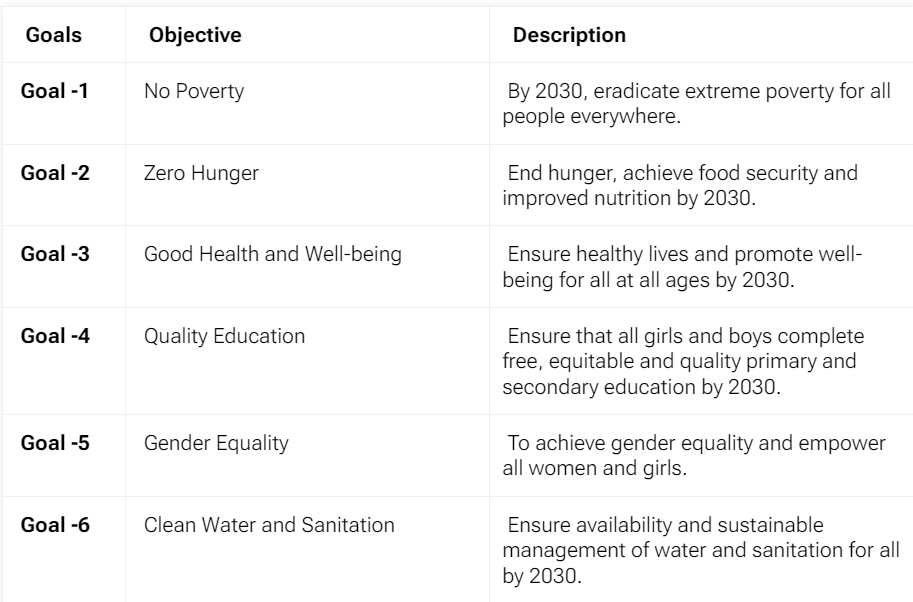 Goals Objective Description
Goal -1 No Poverty By 2030, eradicate extreme poverty for all
people everywhere.
Goal -2 Zero Hunger End hunger, achieve food security and
improved nutrition by 2030.
Goal -3 Good Health and Well-being Ensure healthy lives and promote well-
being for all at all ages by 2030.
Goal -4 Quality Education Ensure that all girls and boys complete
free, equitable and quality primary and
secondary education by 2030.
Goal -5 Gender Equality To achieve gender equality and empower
all women and girls.
Goal -6 Clean Water and Sanitation Ensure availability and sustainable
management of water and sanitation for all
by 2030.